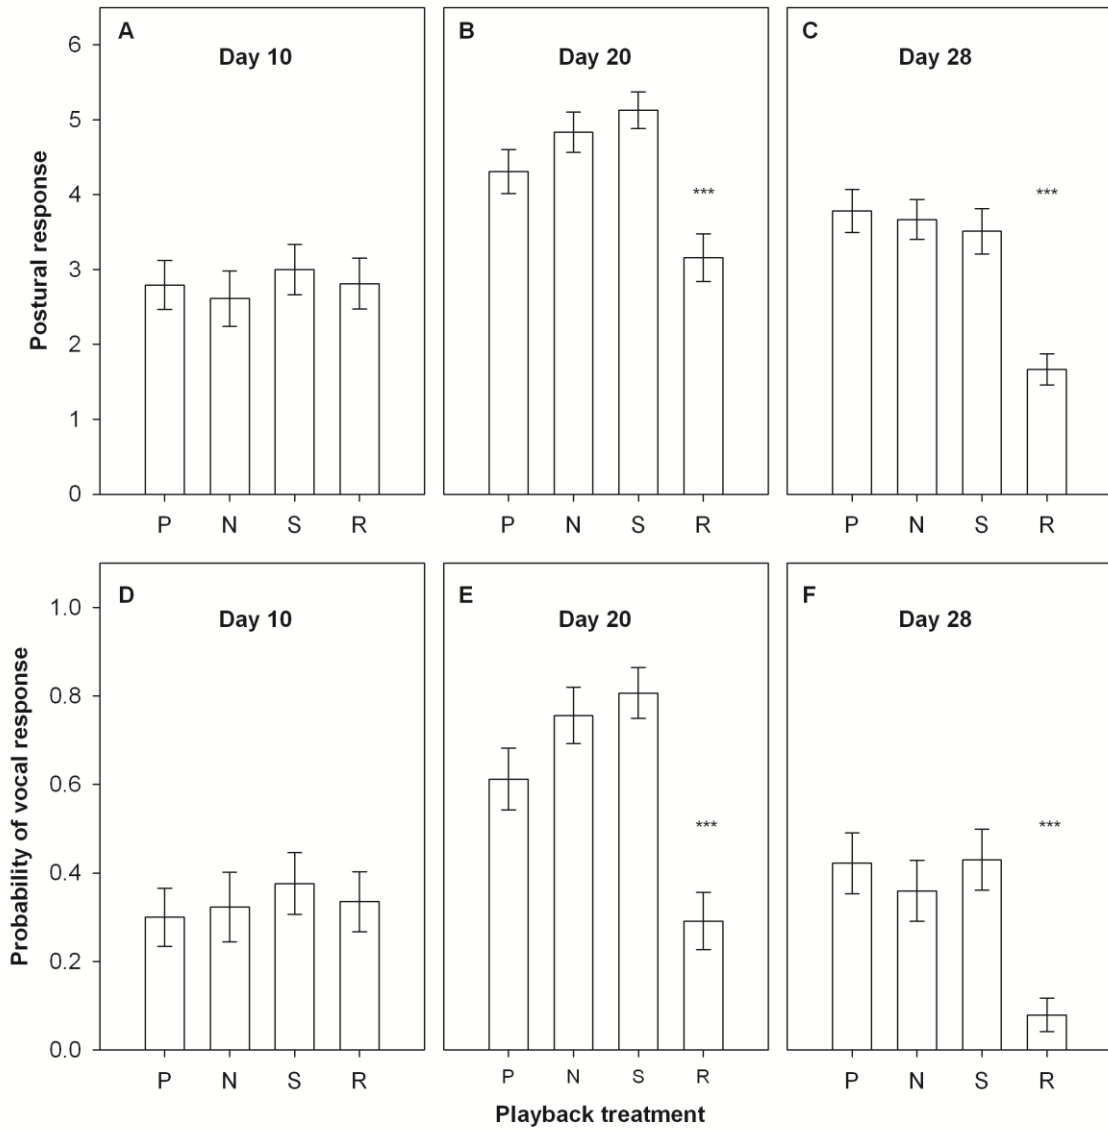 A
Day 10
B
Day 20
C
Day 28
Postural response
6
5
4
3
2
1
0
***
***
P N S R
P N S R
P N S R
D
Day 10
E
Day 20
F
Day 28
Probability of vocal response
1.0
0.8
0.6
0.4
0.2
0.0
***
***
P N S R
P N S R
P N S R
Playback treatment